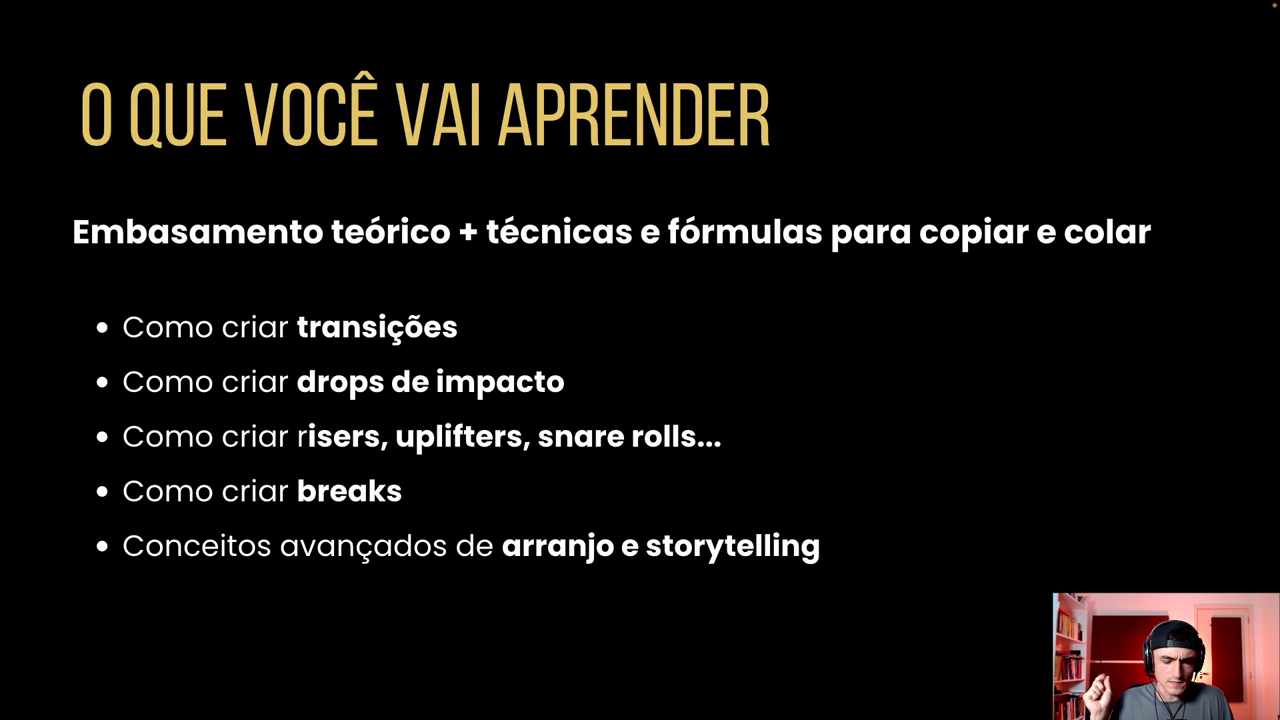 O QUE VOCÊ VAI APRENDER
Embasamento teórico + técnicas e fórmulas para copiar e colar
• Como criar transições
• Como criar drops de impacto
• Como criar risers, uplifters, snare rolls...
• Como criar breaks
• Conceitos avançados de arranjo e storytelling